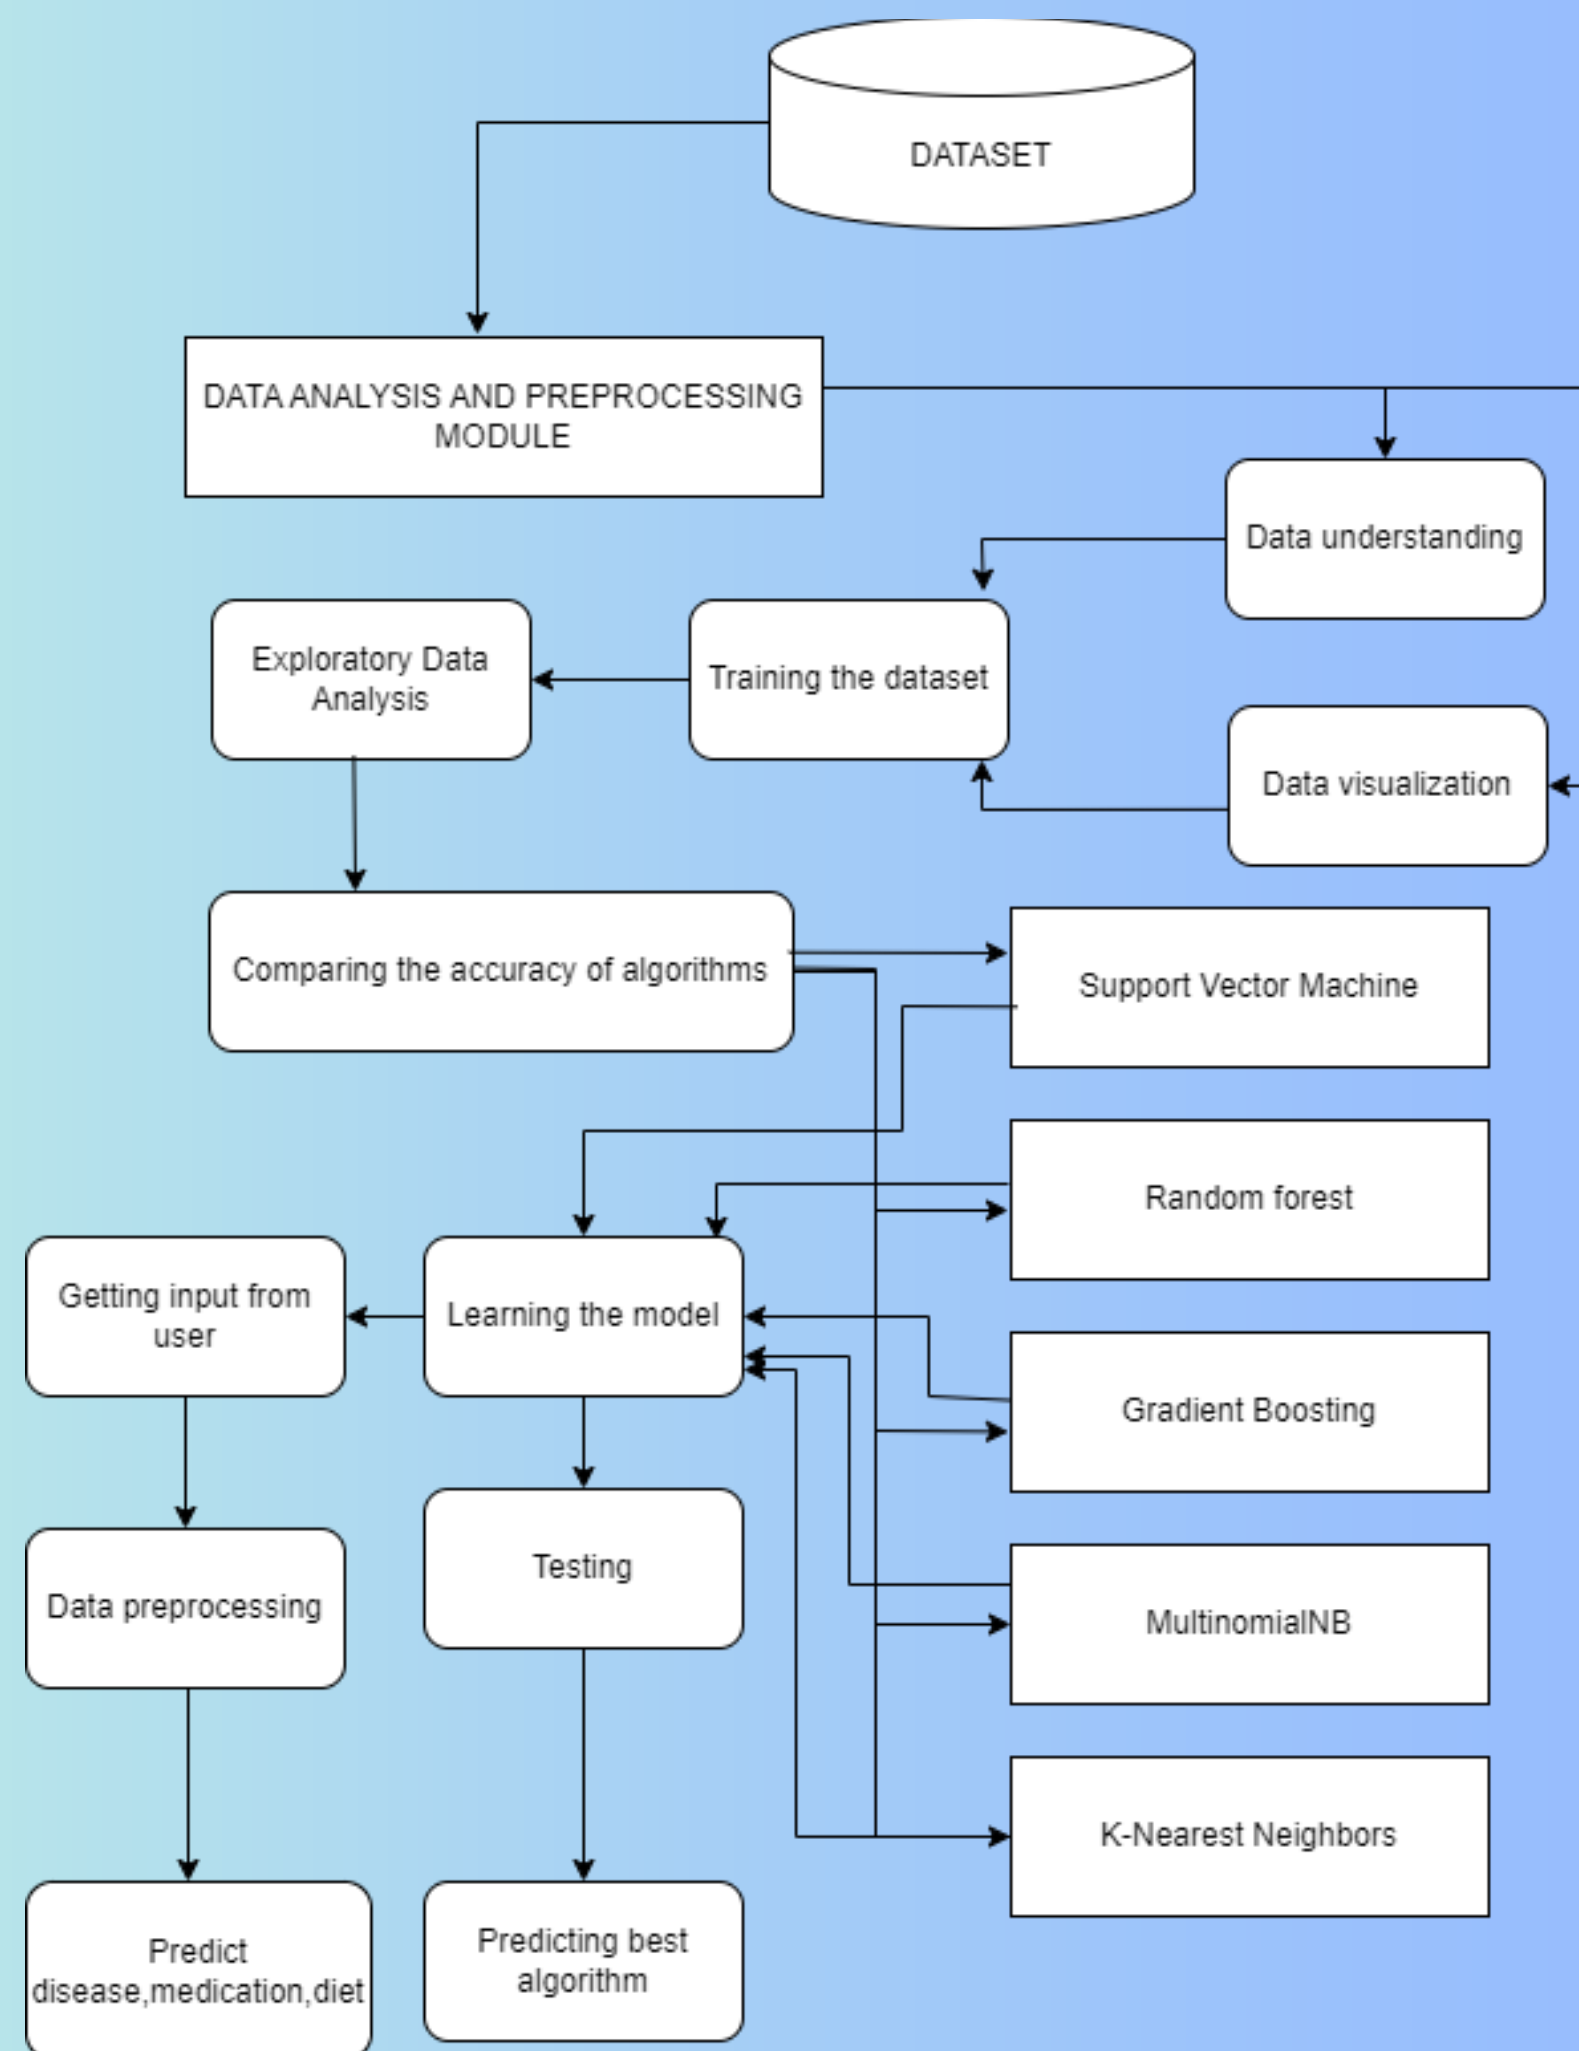 DATASET
DATA ANALYSIS AND PREPROCESSING
MODULE
Data understanding
Exploratory Data
Analysis
Training the dataset
Data visualization
Comparing the accuracy of algorithms
Support Vector Machine
Random forest
Getting input from
user
Learning the model
Gradient Boosting
Testing
Data preprocessing
MultinomialNB
K-Nearest Neighbors
Predict
disease,medication,diet
Predicting best
algorithm